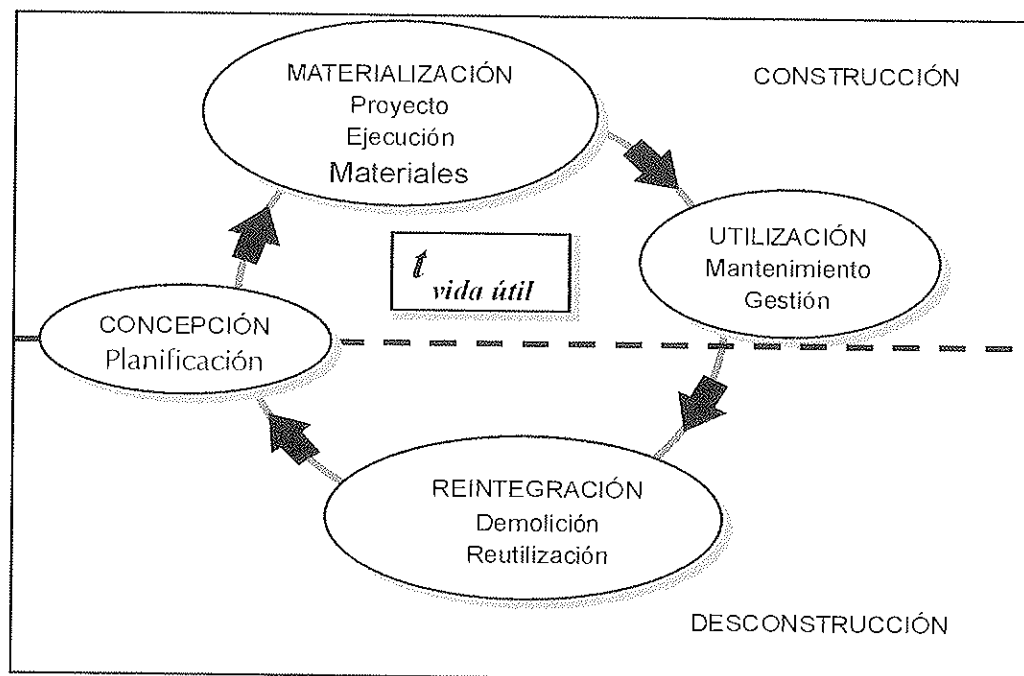 MATERIALIZACIÓN
Proyecto
Ejecución
Materiales
CONSTRUCCIÓN
UTILIZACIÓN
Mantenimiento
Gestión
t vida útil
CONCEPCIÓN
Planificación
REINTEGRACIÓN
Demolición
Reutilización
DESCONSTRUCCIÓN